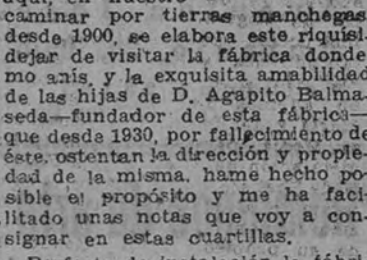 caminar por tierras manchegas
desde 1900, se elabora este riquísi-
dejar de visitar la fábrica donde
mo anís, y la exquisita amabilidad
de las hijas de D. Agapito Balma-
seda—fundador de esta fábrica—
que desde 1930, por fallecimiento de
éste, ostentan la dirección y propie-
dad de la misma, hame hecho po-
sible el propósito y me ha faci-
litado unas notas que voy a con-
signar en estas cuartillas.